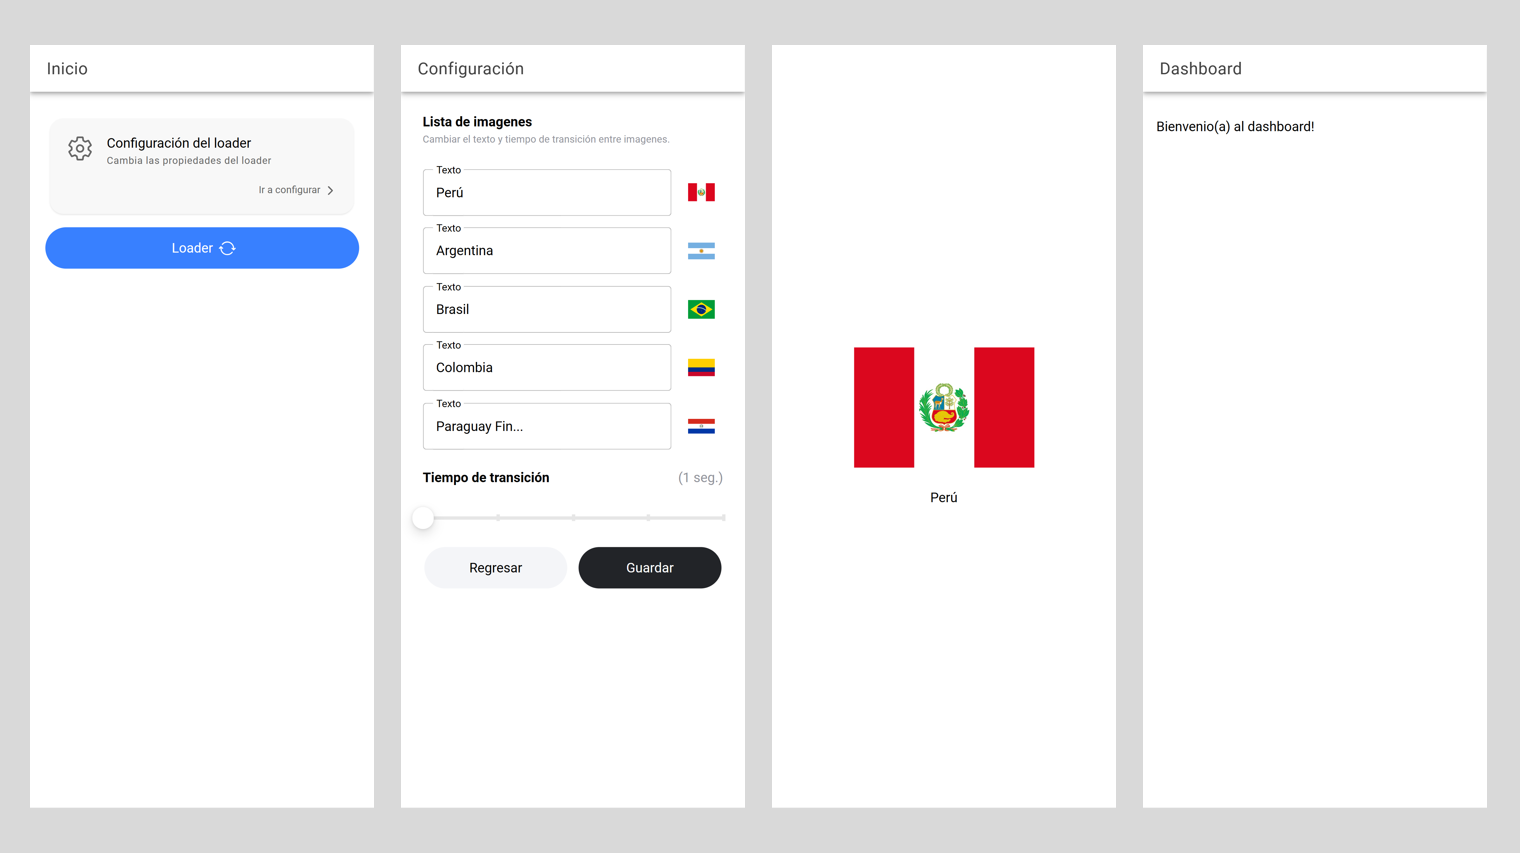 Inicio
Configuración del loader
Cambia las propiedades del loader
Ir a configurar
Loader
Configuración
Lista de imagenes
Cambiar el texto y tiempo de transición entre imagenes.
Texto
Perú
Texto
Argentina
Texto
Brasil
Texto
Colombia
Texto
Paraguay Fin...
Tiempo de transición (1 seg.)
Regresar Guardar
Perú
Dashboard
Bienvenio(a) al dashboard!